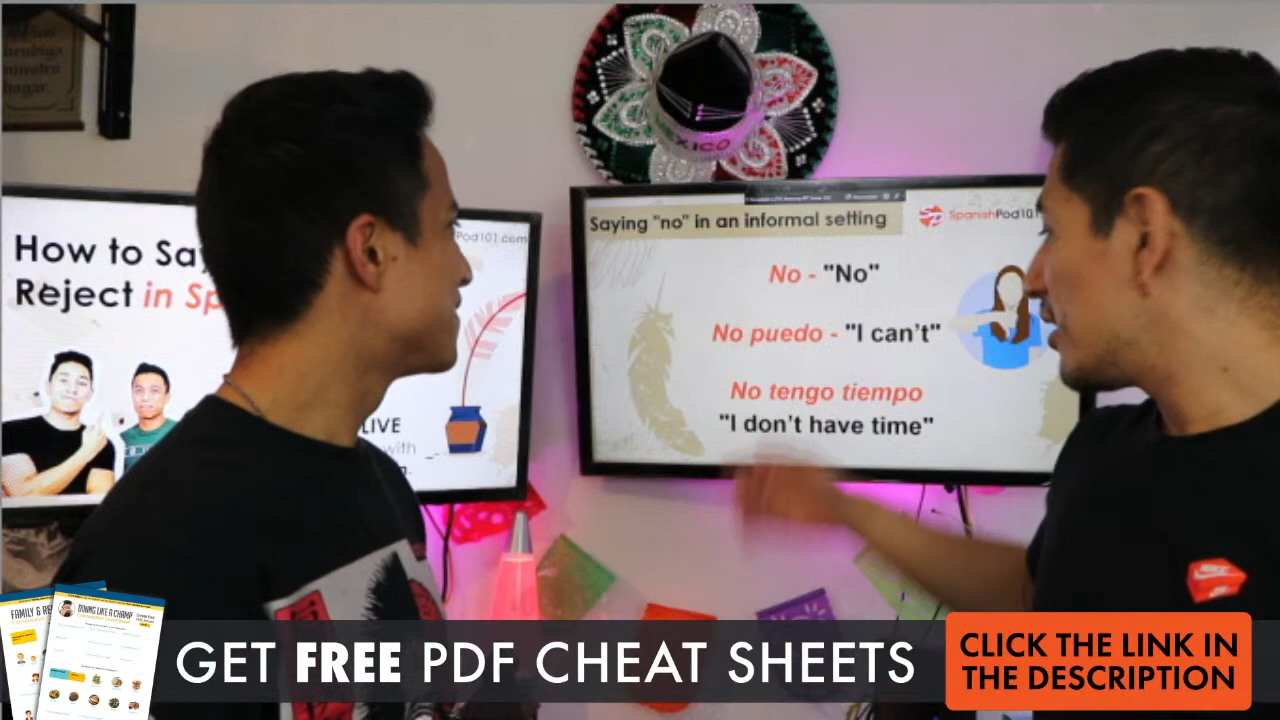 hogar.
How to Say
Reject in Sp
Pod101.com
LIVE
with
Saying "no" in an informal setting
SpanishPod101
No - "No"
No puedo - "I can't"
No tengo tiempo
"I don't have time"
MEXICO
NIKE
FAMILY & RE
DINING LIKE A CHAMP
GET FREE PDF CHEAT SHEETS
CLICK THE LINK IN
THE DESCRIPTION